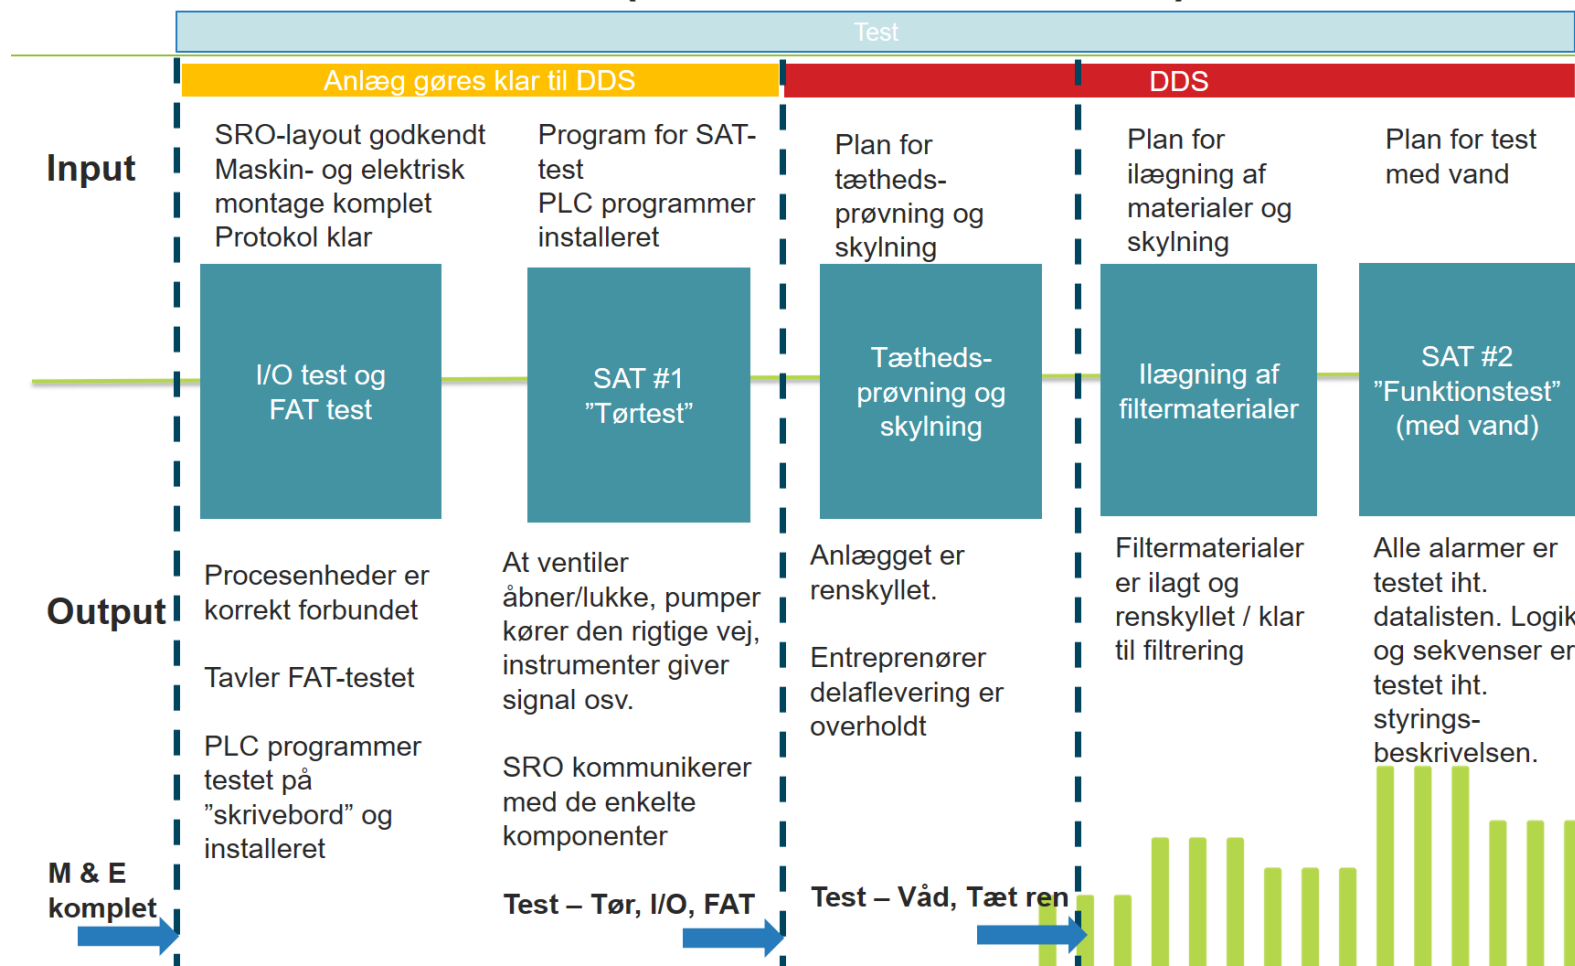 Test
Anlæg gøres klar til DDS
DDS
Input
SRO-layout godkendt
Maskin- og elektrisk
montage komplet
Protokol klar
Program for SAT-
test
PLC programmer
installeret
Plan for
tætheds-
prøvning og
skylning
Plan for
ilægning af
materialer og
skylning
Plan for test
med vand
I/O test og
FAT test
SAT #1
”Tørtest”
Tætheds-
prøvning og
skylning
Ilægning af
filtermaterialer
SAT #2
”Funktionstest”
(med vand)
Output
Procesenheder er
korrekt forbundet
Tavler FAT-testet
PLC programmer
testet på
”skrivebord” og
installeret
At ventiler
åbner/lukke, pumper
kører den rigtige vej,
instrumenter giver
signal osv.
SRO kommunikerer
med de enkelte
komponenter
Anlægget er
renskyllet.
Entreprenører
delaflevering er
overholdt
Filtermaterialer
er ilagt og
renskyllet / klar
til filtrering
Alle alarmer er
testet iht.
datalisten. Logik
og sekvenser er
testet iht.
styrings-
beskrivelsen.
M & E
komplet
Test – Tør, I/O, FAT
Test – Våd, Tæt ren